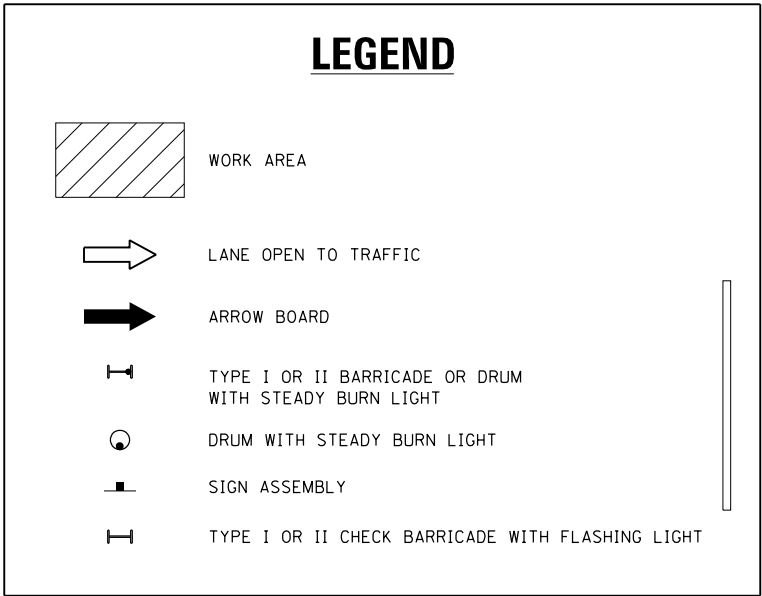 LEGEND
WORK AREA
LANE OPEN TO TRAFFIC
ARROW BOARD
TYPE I OR II BARRICADE OR DRUM
WITH STEADY BURN LIGHT
DRUM WITH STEADY BURN LIGHT
SIGN ASSEMBLY
TYPE I OR II CHECK BARRICADE WITH FLASHING LIGHT